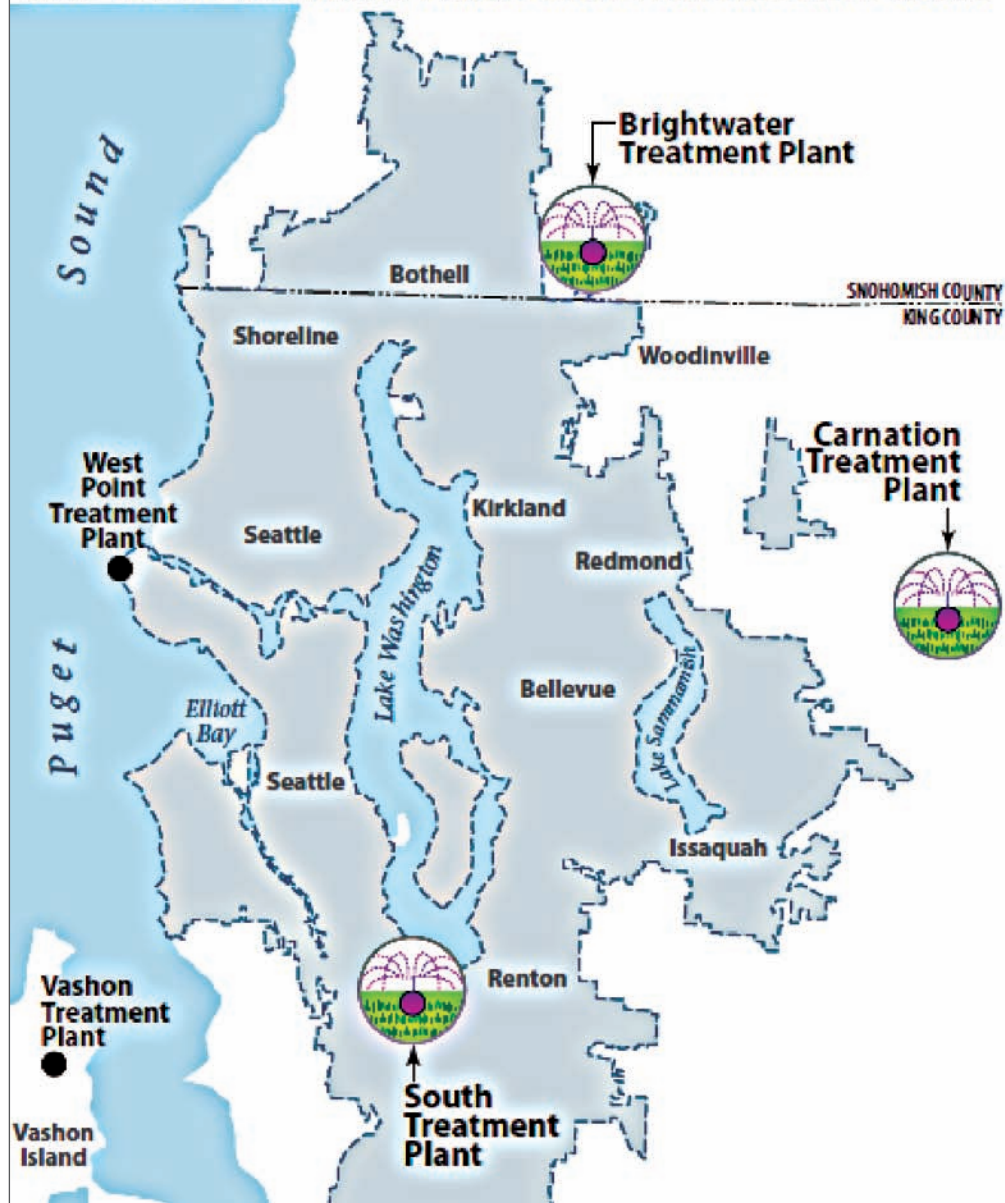 Brightwater
Treatment Plant
Sound
Bothell
SNOHOMISH COUNTY
KING COUNTY
Shoreline
Woodinville
Carnation
Treatment
Plant
West
Point
Treatment
Plant
Kirkland
Seattle
Redmond
Lake Washington
Puget
Bellevue
Lake Sammamish
Elliott
Bay
Seattle
Issaquah
Renton
Vashon
Treatment
Plant
South
Treatment
Plant
Vashon
Island